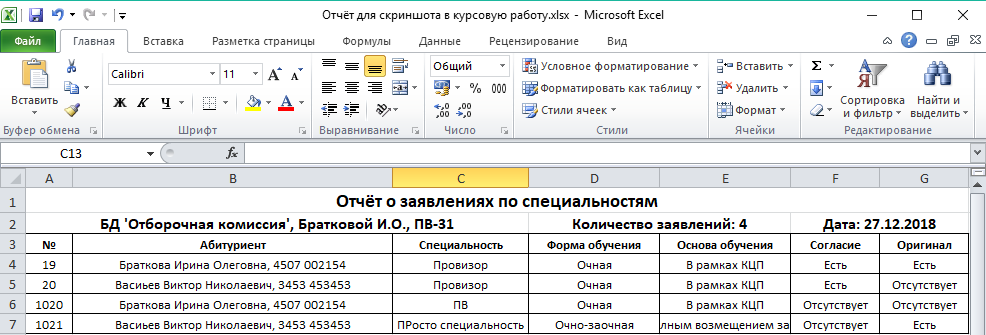 Отчёт для скриншота в курсовую работу.xlsx - Microsoft Excel
Файл Главная Вставка Разметка страницы Формулы Данные Рецензирование Вид
Calibri 11 Общий Условное форматирование Вставить Σ
Вставить Ж К Ч % 000 Форматировать как таблицу Удалить Сортировка и фильтр Найти и выделить
Стили ячеек Формат
Буфер обмена Шрифт Выравнивание Число Стили Ячейки Редактирование
C13 fx
A B C D E F G
1 Отчёт о заявлениях по специальностям
2 БД 'Отборочная комиссия', Братковой И.О., ПВ-31 Количество заявлений: 4 Дата: 27.12.2018
3 № Абитуриент Специальность Форма обучения Основа обучения Согласие Оригинал
4 19 Браткова Ирина Олеговна, 4507 002154 Провизор Очная В рамках КЦП Есть Есть
5 20 Васиьев Виктор Николаевич, 3453 453453 Провизор Очная В рамках КЦП Есть Отсутствует
6 1020 Браткова Ирина Олеговна, 4507 002154 ПВ Очная В рамках КЦП Отсутствует Отсутствует
7 1021 Васиьев Виктор Николаевич, 3453 453453 ПРосто специальность Очно-заочная лным возмещением за Отсутствует Есть